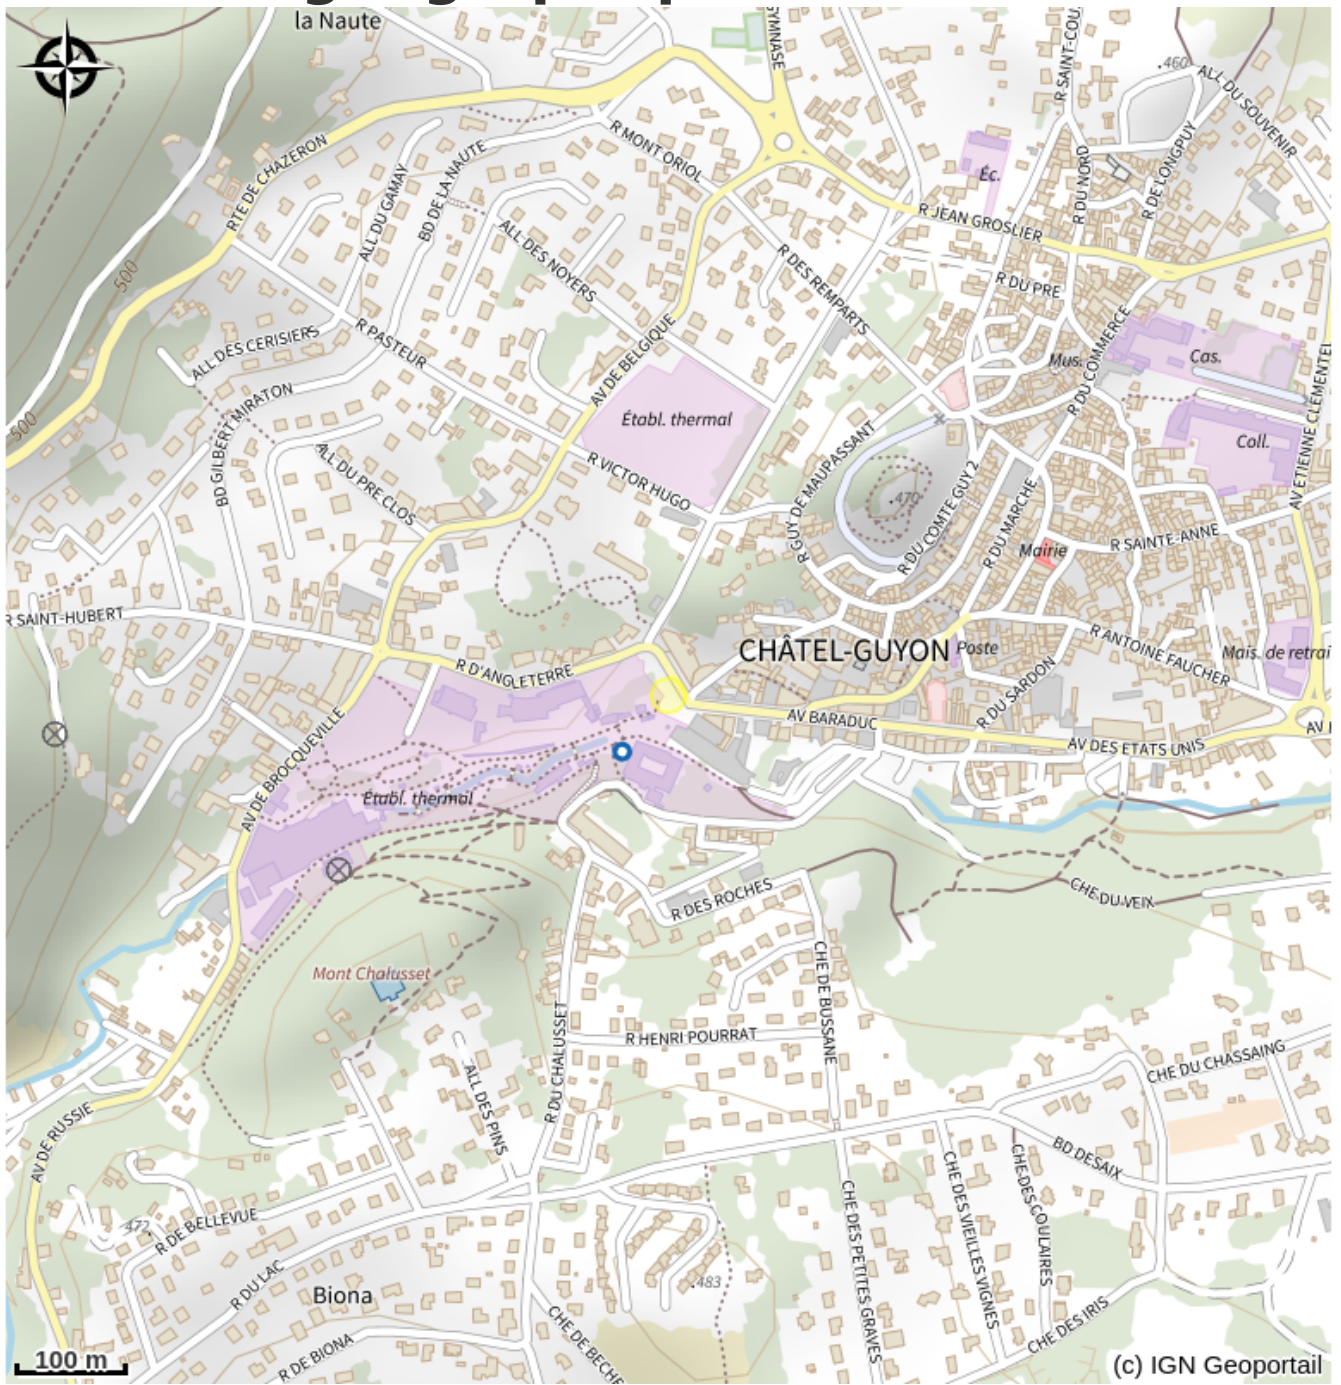 la Naute
GYMNASE
R SAINT-COU
460
ALL DU SOUVENIR
R MONT ORIOL
RTE DE CHAZERON
BD DE LA NAUTE
ALL DU GAMAY
Éc.
R DU NORD
R DE LONGPUY
R JEAN GROSLIER
ALL DES NOYERS
R DES REMPARTS
R DU PRE
500
ALL DES CERISIERS
R PASTEUR
AV DE BELGIQUE
Mus.
R DU COMMERCE
Cas.
BD GILBERT MIRATON
Établ. thermal
500
ALL DU PRE CLOS
R VICTOR HUGO
R GUY DE MAUPASSANT
470
R DU COMTE GUY 2
R DU MARCHE
Coll.
AV ETIENNE CLEMENTEL
Mairie
R SAINTE-ANNE
R SAINT-HUBERT
CHÂTEL-GUYON
Poste
R ANTOINE FAUCHER
Mais. de retrai
R D'ANGLETERRE
R DU SARDON
AV BARADUC
AV DES ETATS UNIS
AV
AV DE BROCQUEVILLE
Établ. thermal
R DES ROCHES
CHE DU VEIX
Mont Chalusset
CHE DE BUSSANE
R DU CHALUSSET
R HENRI POURRAT
CHE DU CHASSAING
ALL DES PINS
AV DE RUSSIE
BD DESAIX
CHE DES PETITES GRAVES
CHE DES VIEILLES VIGNES
CHE DES COULAIRES
472
R DE BELLEVUE
R DU LAC
483
Biona
R DE BIONA
CHE DE BECHE
CHE DES IRIS
100 m
(c) IGN Geoportail